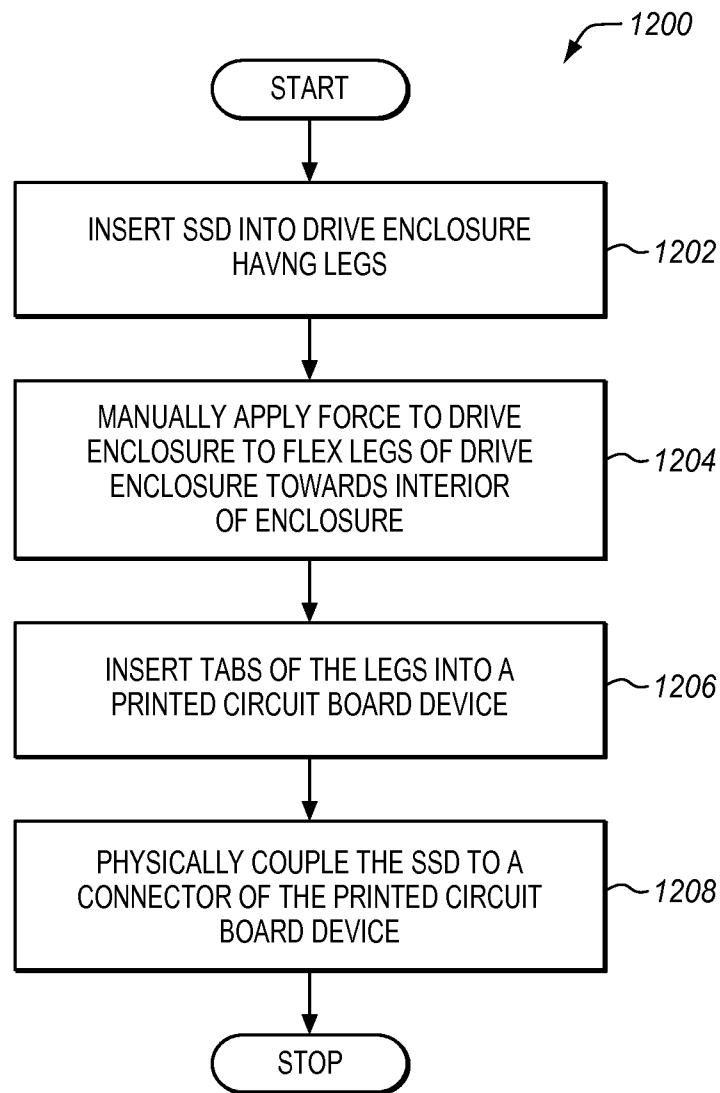 1200
START
INSERT SSD INTO DRIVE ENCLOSURE
HAVNG LEGS
1202
MANUALLY APPLY FORCE TO DRIVE
ENCLOSURE TO FLEX LEGS OF DRIVE
ENCLOSURE TOWARDS INTERIOR
OF ENCLOSURE
1204
INSERT TABS OF THE LEGS INTO A
PRINTED CIRCUIT BOARD DEVICE
1206
PHYSICALLY COUPLE THE SSD TO A
CONNECTOR OF THE PRINTED CIRCUIT
BOARD DEVICE
1208
STOP